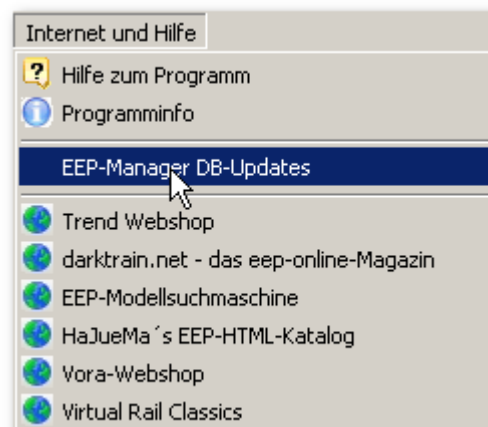 Internet und Hilfe
Hilfe zum Programm
Programminfo
EEP-Manager DB-Updates
Trend Webshop
darktrain.net - das eep-online-Magazin
EEP-Modellsuchmaschine
HaJueMa´s EEP-HTML-Katalog
Vora-Webshop
Virtual Rail Classics